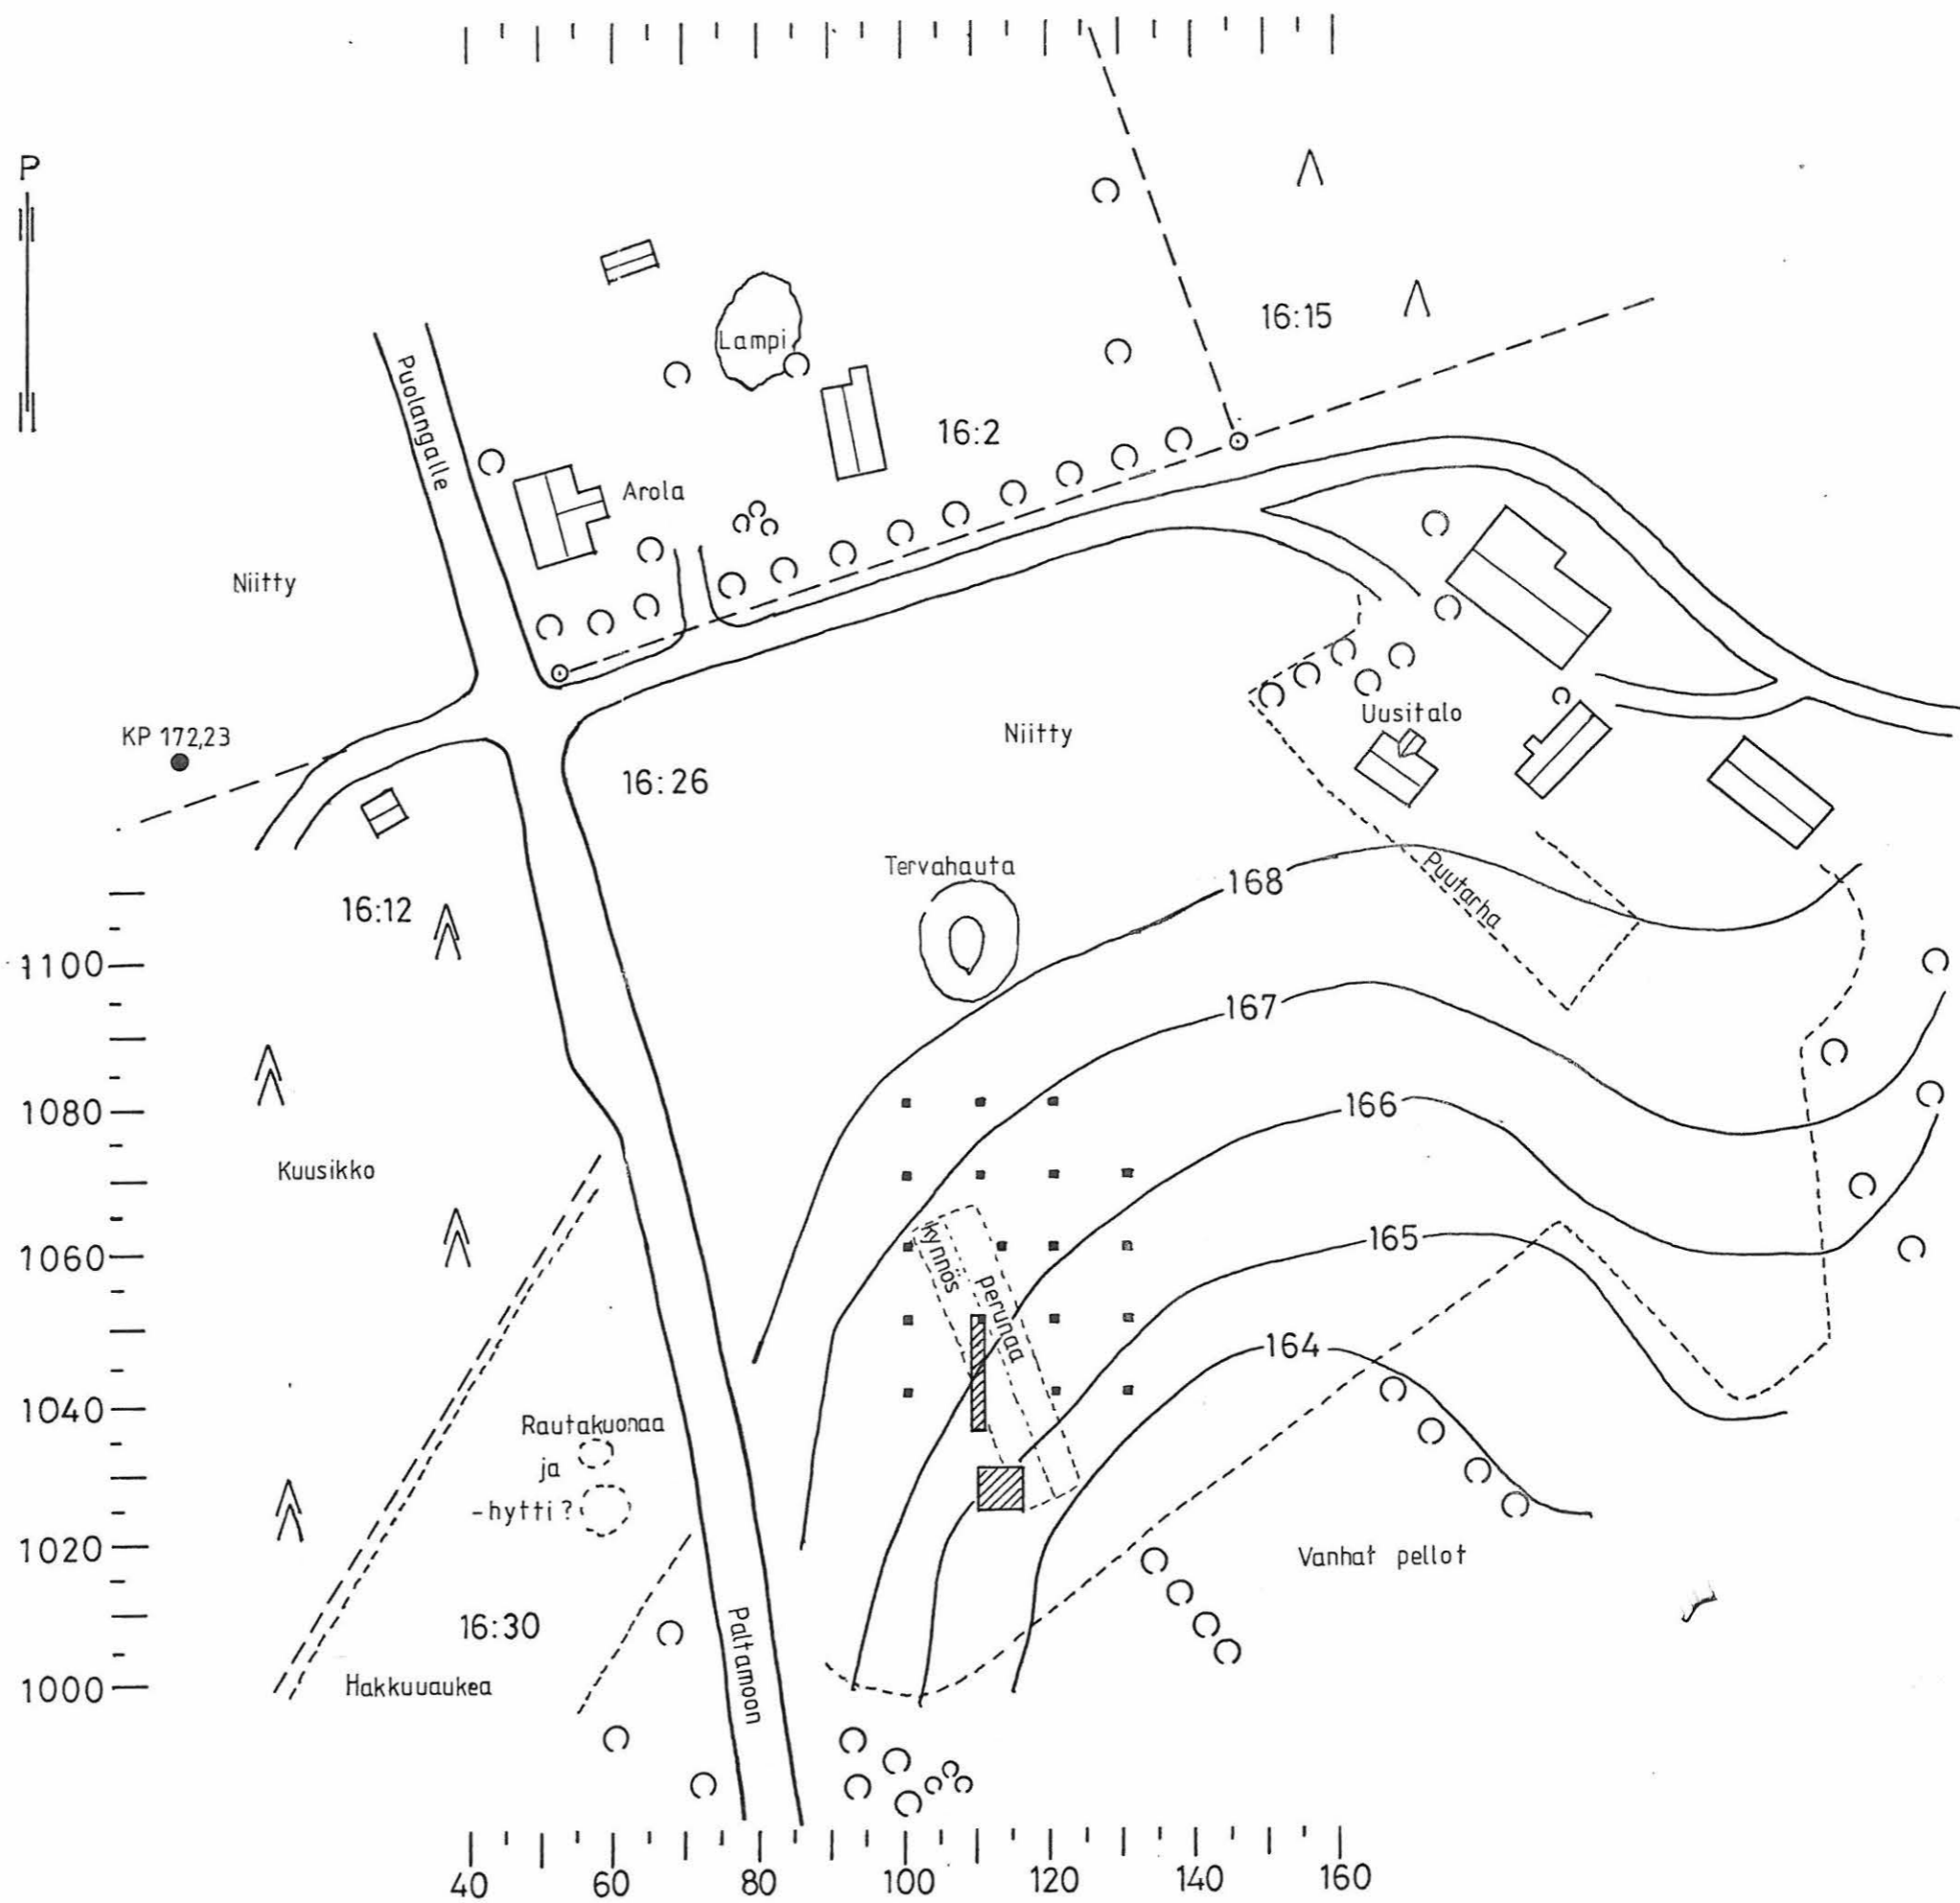 P
Puolangalle
Lampi
16:15
16:2
Arola
Niitty
KP 172,23
16:26
Niitty
Uusitalo
16:12
Tervahauta
168
Puutarha
1100
167
1080
166
Kuusikko
1060
Kynnös
Perunaa
165
164
1040
Rautakuonaa
ja
-hytti?
1020
Vanhat pellot
16:30
Paltamoon
1000
Hakkuuaukea
40 60 80 100 120 140 160